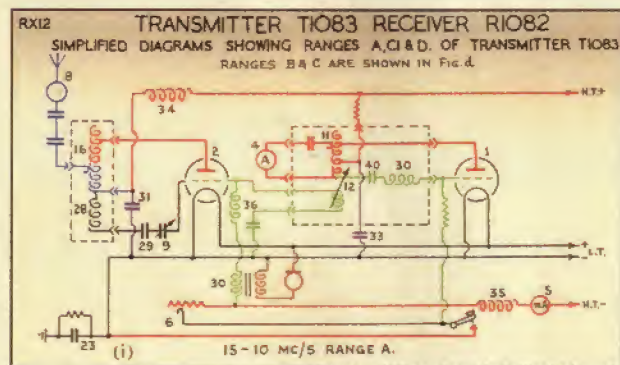 RX12
TRANSMITTER T1083 RECEIVER R1082
SIMPLIFIED DIAGRAMS SHOWING RANGES A,C1 & D. OF TRANSMITTER T1083
RANGES B & C ARE SHOWN IN Fig. d.
8
34
H.T.+
16
2
4
A
11
1
40
30
12
31
28
36
29
9
33
+
- L.T.
30
6
35
5
mA
H.T.-
23
(i)
15-10 MC/S RANGE A.